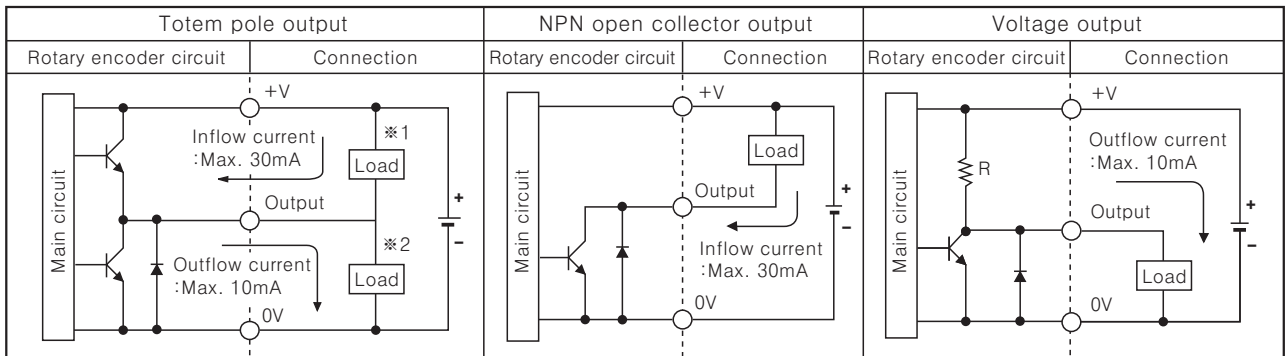 Totem pole output
Rotary encoder circuit
Connection
Main circuit
+V
※1
Inflow current
:Max. 30mA
Load
Output
+
-
※2
Outflow current
:Max. 10mA
Load
0V
NPN open collector output
Rotary encoder circuit
Connection
Main circuit
+V
Load
Output
+
-
Inflow current
:Max. 30mA
0V
Voltage output
Rotary encoder circuit
Connection
Main circuit
+V
Outflow current
:Max. 10mA
R
Output
+
-
Load
0V